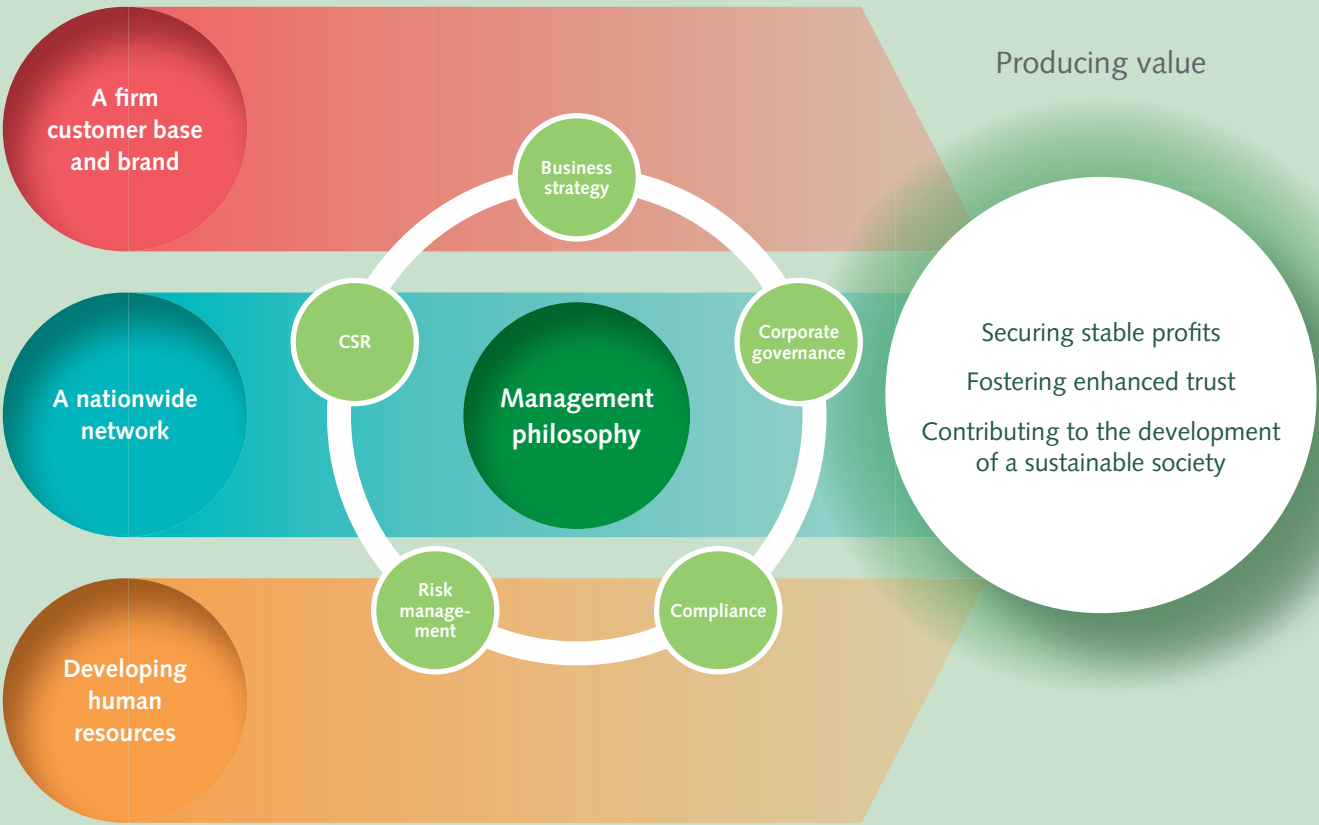 A firm
customer base
and brand
A nationwide
network
Developing
human
resources
Business
strategy
CSR
Corporate
governance
Management
philosophy
Risk
manage-
ment
Compliance
Producing value
Securing stable profits
Fostering enhanced trust
Contributing to the development
of a sustainable society